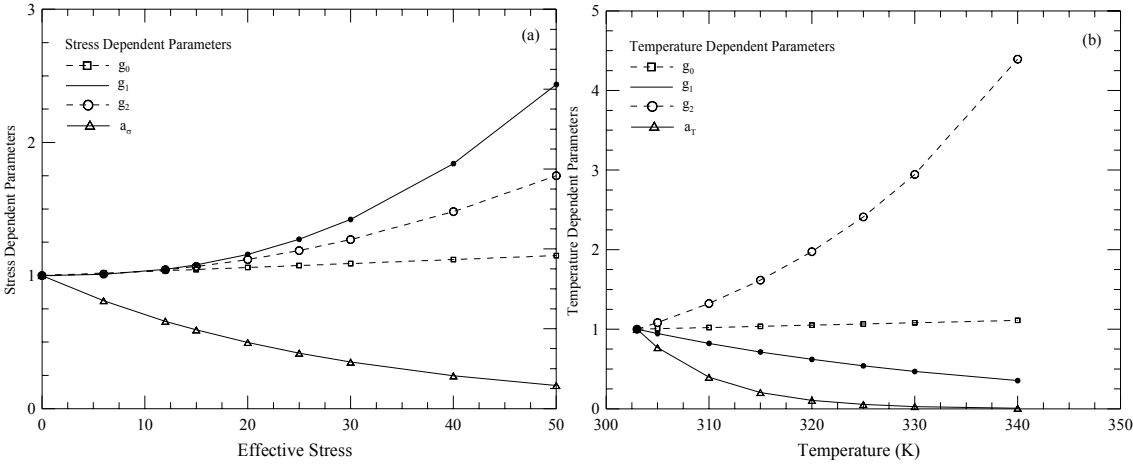 (a)
Stress Dependent Parameters
g₀
g₁
g₂
a_σ
3
2
1
0
Stress Dependent Parameters
0 10 20 30 40 50
Effective Stress
(b)
Temperature Dependent Parameters
g₀
g₁
g₂
a_T
5
4
3
2
1
0
Temperature Dependent Parameters
300 310 320 330 340 350
Temperature (K)